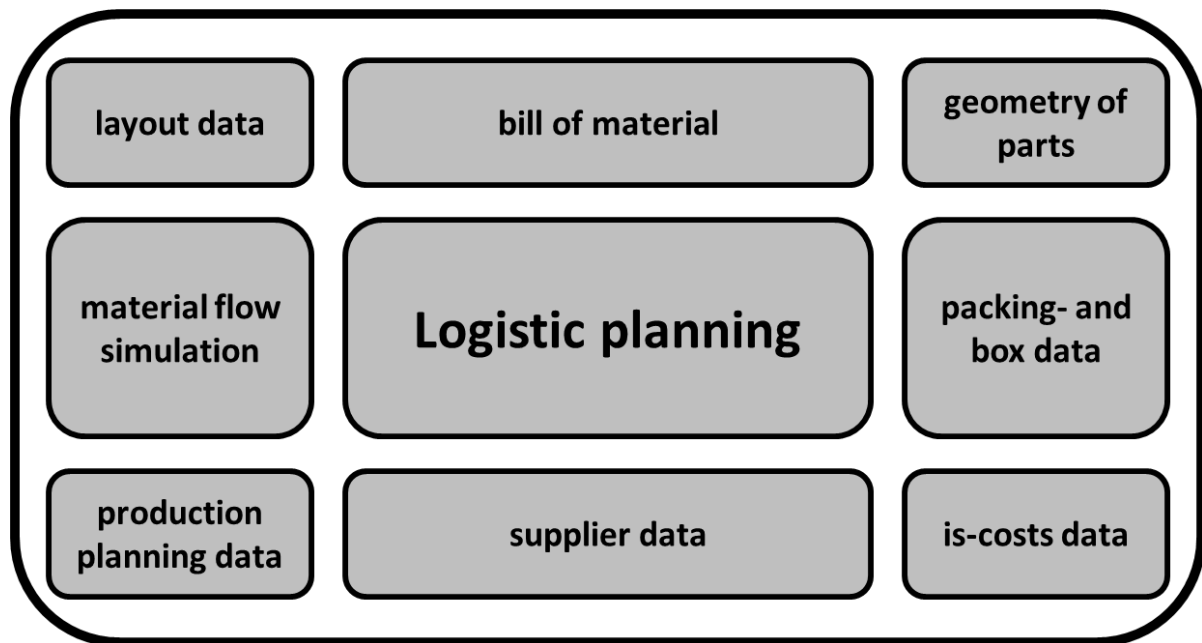 layout data
bill of material
geometry of
parts
material flow
simulation
Logistic planning
packing- and
box data
production
planning data
supplier data
is-costs data